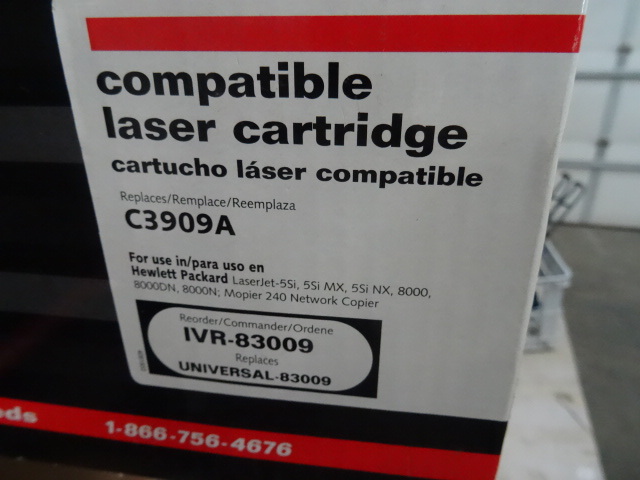 compatible
laser cartridge
cartucho láser compatible
Replaces/Remplace/Reemplaza
C3909A
For use in/para uso en
Hewlett Packard LaserJet-5Si, 5Si MX, 5Si NX, 8000,
8000DN, 8000N; Mopier 240 Network Copier
Reorder/Commander/Ordene
IVR-83009
Replaces
UNIVERSAL-83009
1-866-756-4676